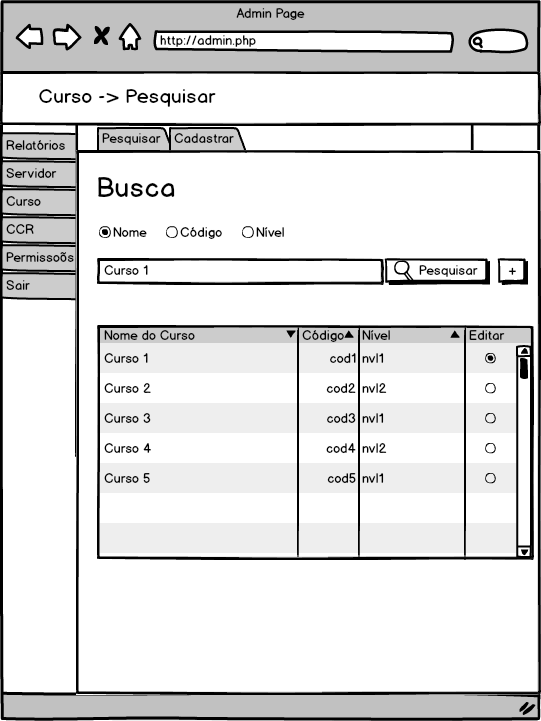 Admin Page
http://admin.php
Curso -> Pesquisar
Pesquisar Cadastrar
Relatórios
Servidor
Curso
CCR
Permissoõs
Sair
Busca
Nome Código Nível
Curso 1 Pesquisar +
Nome do Curso Código Nível Editar
Curso 1 cod1 nvl1
Curso 2 cod2 nvl2
Curso 3 cod3 nvl1
Curso 4 cod4 nvl2
Curso 5 cod5 nvl1